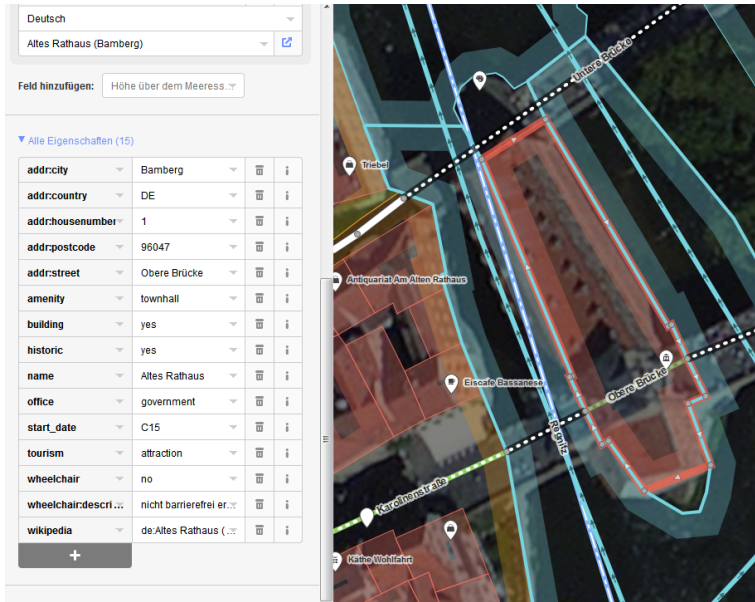 Deutsch
Altes Rathaus (Bamberg)
Feld hinzufügen: Höhe über dem Meeress...
Alle Eigenschaften (15)
addr:city Bamberg
addr:country DE
addr:housenumber 1
addr:postcode 96047
addr:street Obere Brücke
amenity townhall
building yes
historic yes
name Altes Rathaus
office government
start_date C15
tourism attraction
wheelchair no
wheelchair:descri... nicht barrierefrei er...
wikipedia de:Altes Rathaus (...
+
Untere Brücke
Triebel
Antiquariat Am Alten Rathaus
Eiscafe Bassanese
Obere Brücke
Regnitz
Karolinenstraße
Käthe Wohlfahrt